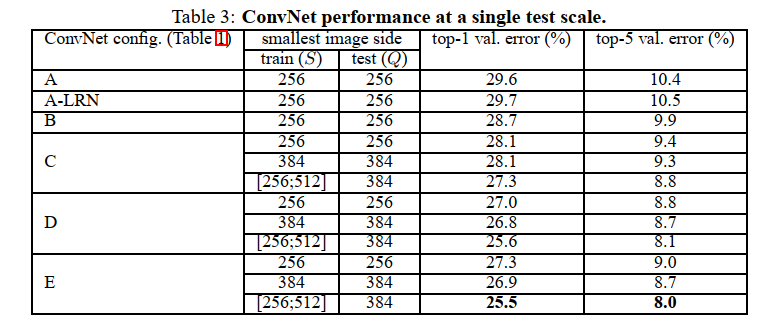 Table 3: ConvNet performance at a single test scale.
ConvNet config. (Table 1) smallest image side top-1 val. error (%) top-5 val. error (%)
train (S) test (Q)
A 256 256 29.6 10.4
A-LRN 256 256 29.7 10.5
B 256 256 28.7 9.9
256 256 28.1 9.4
C 384 384 28.1 9.3
[256;512] 384 27.3 8.8
256 256 27.0 8.8
D 384 384 26.8 8.7
[256;512] 384 25.6 8.1
256 256 27.3 9.0
E 384 384 26.9 8.7
[256;512] 384 25.5 8.0